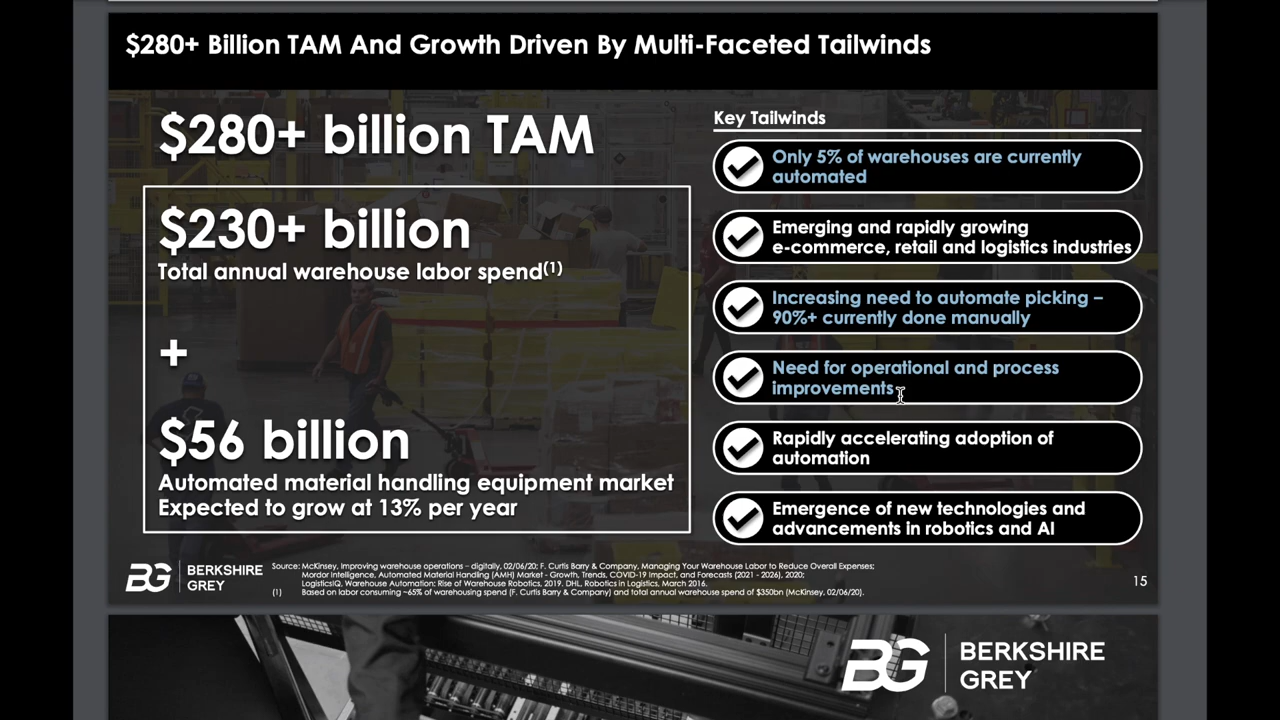 $280+ Billion TAM And Growth Driven By Multi-Faceted Tailwinds
$280+ billion TAM
$230+ billion
Total annual warehouse labor spend(1)
+
$56 billion
Automated material handling equipment market
Expected to grow at 13% per year
Key Tailwinds
Only 5% of warehouses are currently
automated
Emerging and rapidly growing
e-commerce, retail and logistics industries
Increasing need to automate picking –
90%+ currently done manually
Need for operational and process
improvements
Rapidly accelerating adoption of
automation
Emergence of new technologies and
advancements in robotics and AI
BG BERKSHIRE
GREY
Source: McKinsey, Improving warehouse operations – digitally, 02/06/20; F. Curtis Barry & Company, Managing Your Warehouse Labor to Reduce Overall Expenses;
Mordor Intelligence, Automated Material Handling (AMH) Market - Growth, Trends, COVID-19 Impact, and Forecasts (2021 - 2026), 2020;
LogisticsIQ, Warehouse Automation: Rise of Warehouse Robotics, 2019. DHL, Robotics in Logistics, March 2016.
(1) Based on labor consuming ~65% of warehousing spend (F. Curtis Barry & Company) and total annual warehouse spend of $350bn (McKinsey, 02/06/20).
15
BG BERKSHIRE
GREY